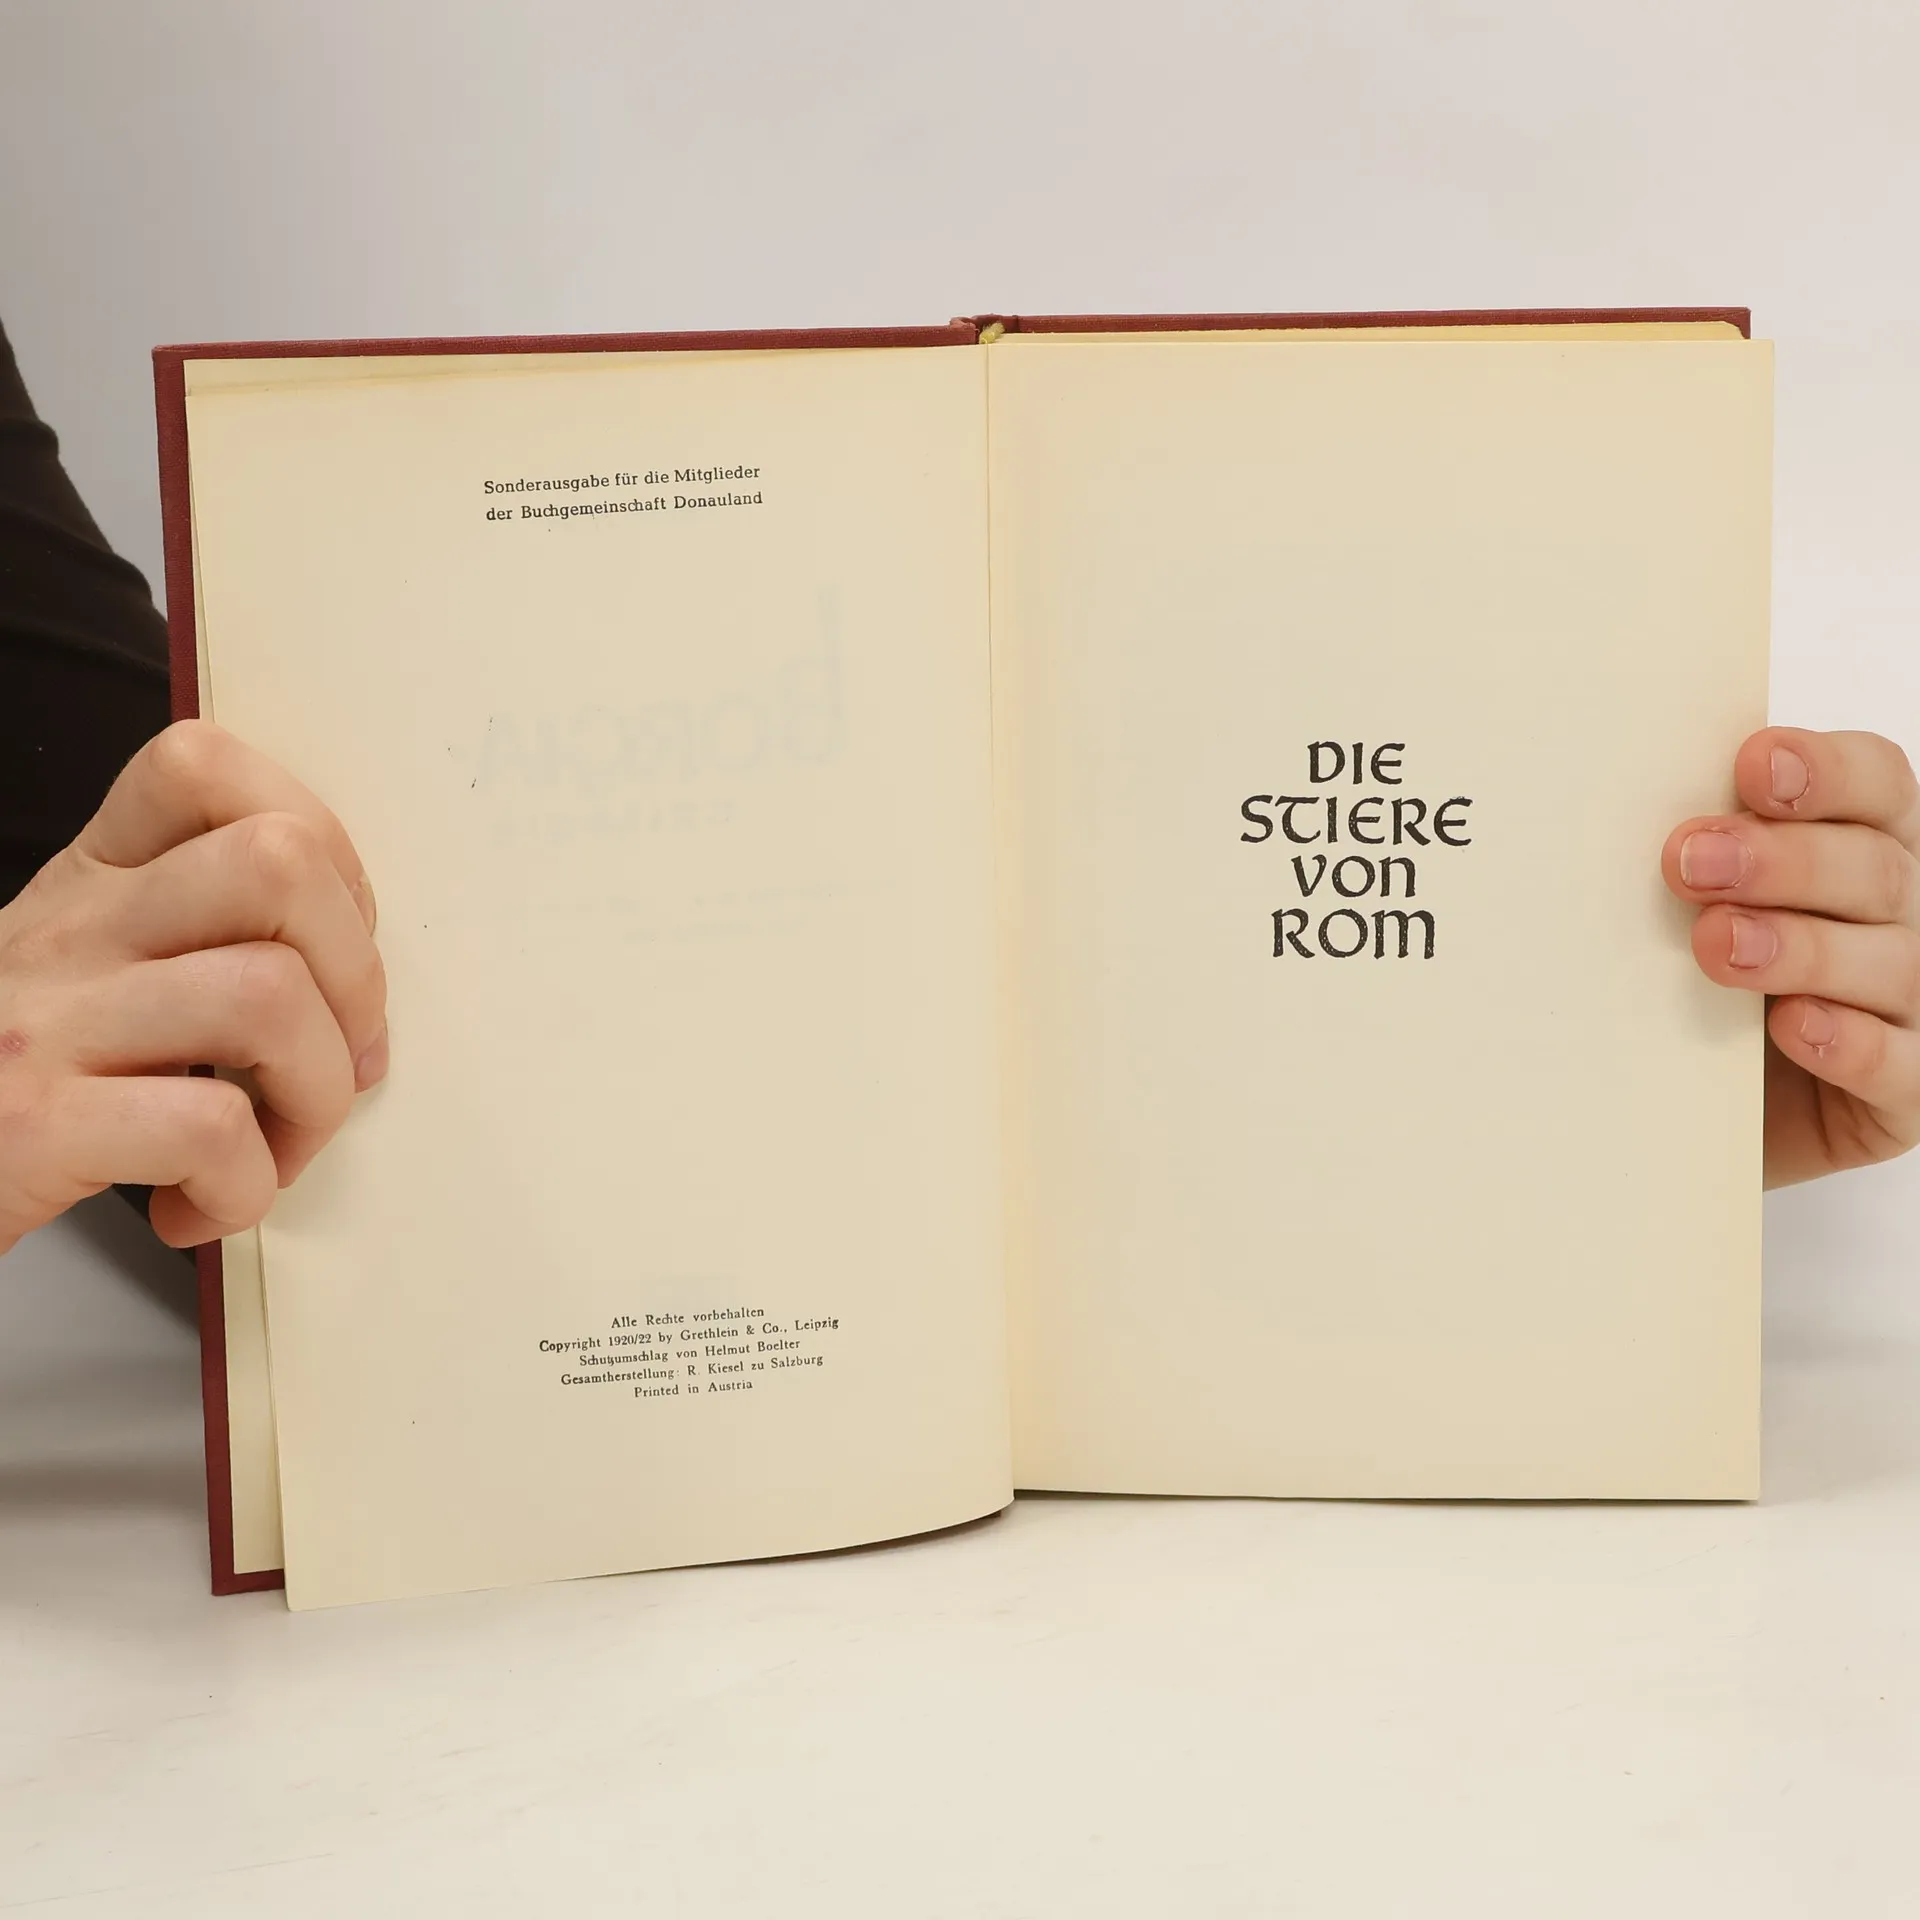 Sonderausgabe für die Mitglieder
der Buchgemeinschaft Donauland
Alle Rechte vorbehalten
Copyright 1920/22 by Grethlein & Co., Leipzig
Schutzumschlag von Helmut Boelter
Gesamtherstellung: R. Kiesel zu Salzburg
Printed in Austria
DIE
STIERE
VON
ROM